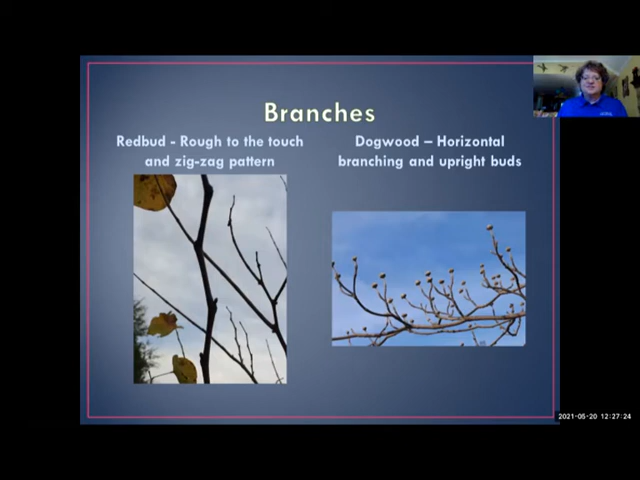 Branches
Redbud - Rough to the touch
and zig-zag pattern
Dogwood – Horizontal
branching and upright buds
2021-05-20 12:27:24